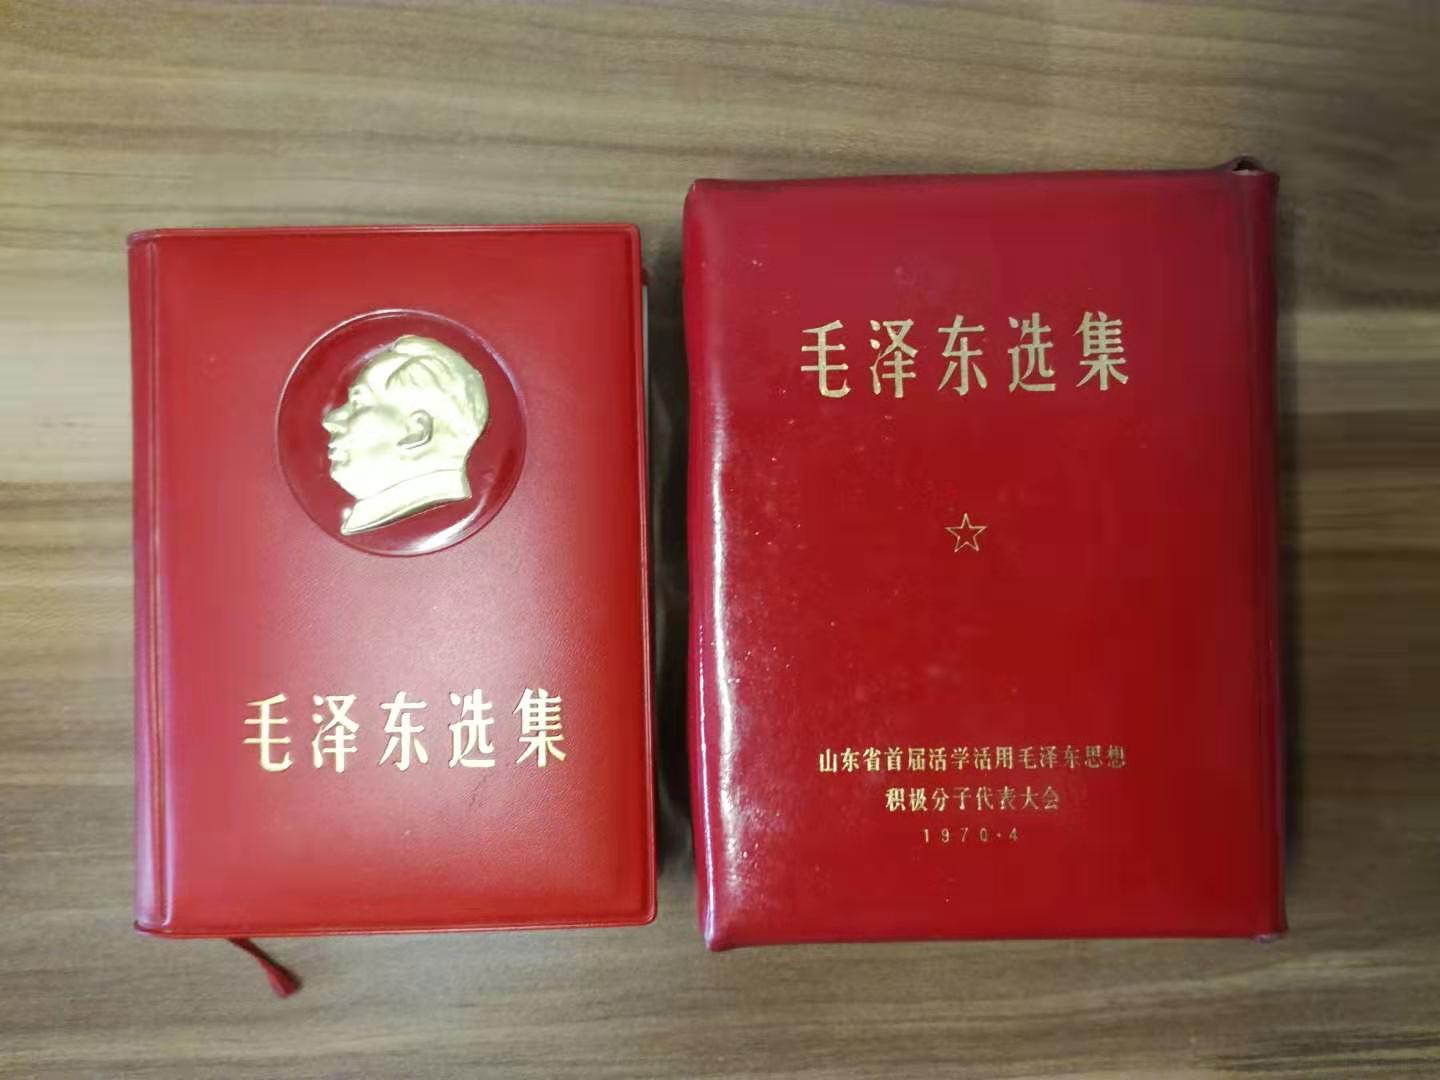 毛泽东选集
毛泽东选集
山东省首届活学活用毛泽东思想
积极分子代表大会
1970·4